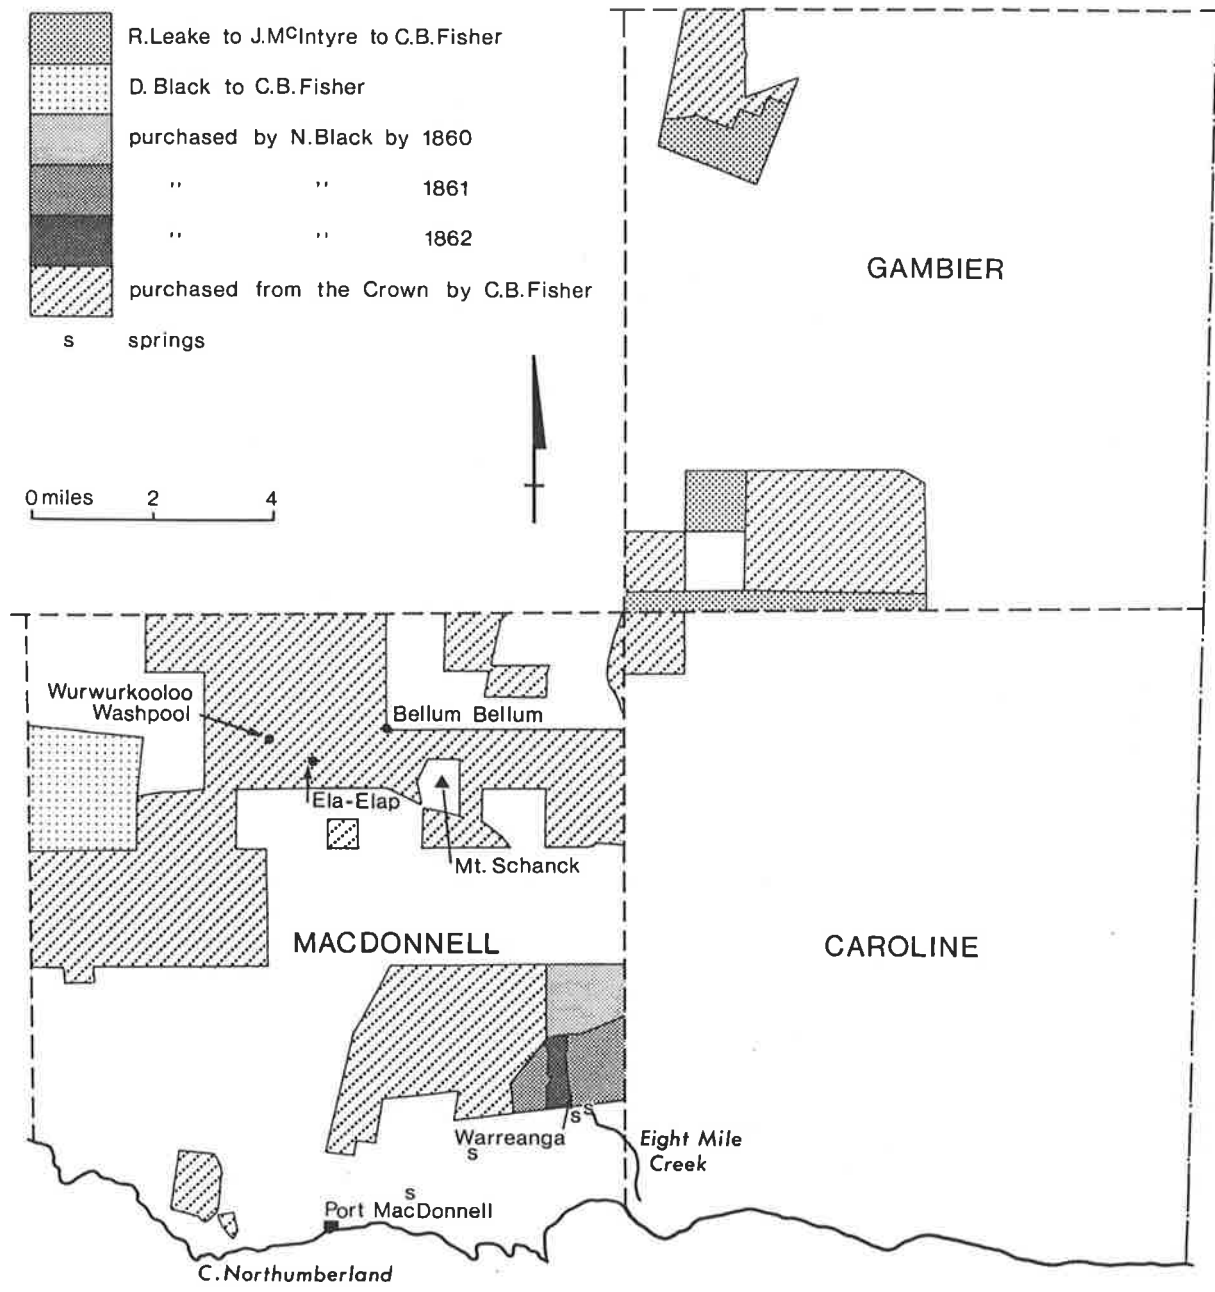 R.Leake to J.McIntyre to C.B.Fisher
D. Black to C.B.Fisher
purchased by N.Black by 1860
" " 1861
" " 1862
purchased from the Crown by C.B.Fisher
s springs
0 miles 2 4
GAMBIER
Wurwurkooloo
Washpool
Bellum Bellum
Ela-Elap
Mt. Schanck
MACDONNELL
CAROLINE
s s
Warreanga
s
Eight Mile
Creek
s
Port MacDonnell
C. Northumberland